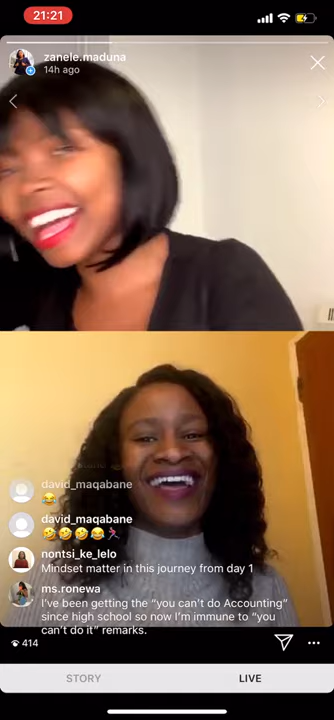 21:21
zanele.maduna
14h ago
david_maqabane
😂
david_maqabane
🤣🤣🤣😂🏃🏾‍♀️
nontsi_ke_lelo
Mindset matter in this journey from day 1
ms.ronewa
I've been getting the “you can't do Accounting”
since high school so now I'm immune to “you
can't do it” remarks.
414
STORY LIVE